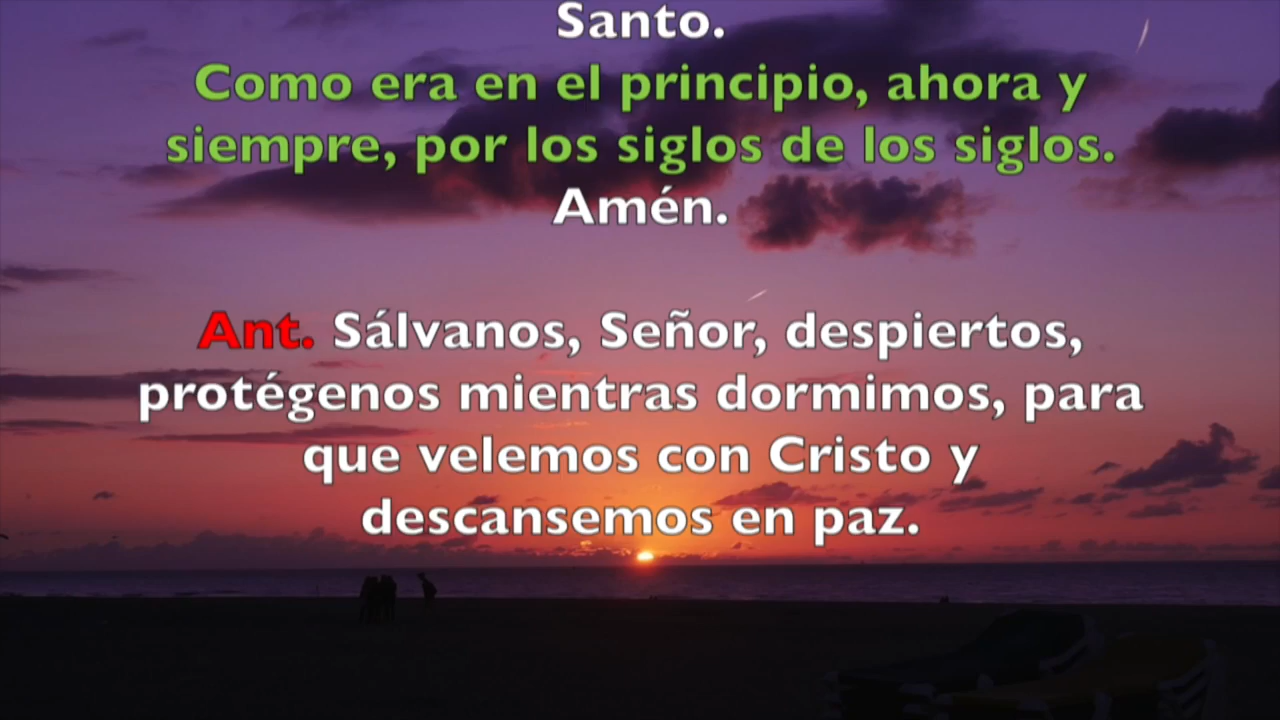 Santo.
Como era en el principio, ahora y
siempre, por los siglos de los siglos.
Amén.
Ant. Sálvanos, Señor, despiertos,
protégenos mientras dormimos, para
que velemos con Cristo y
descansemos en paz.